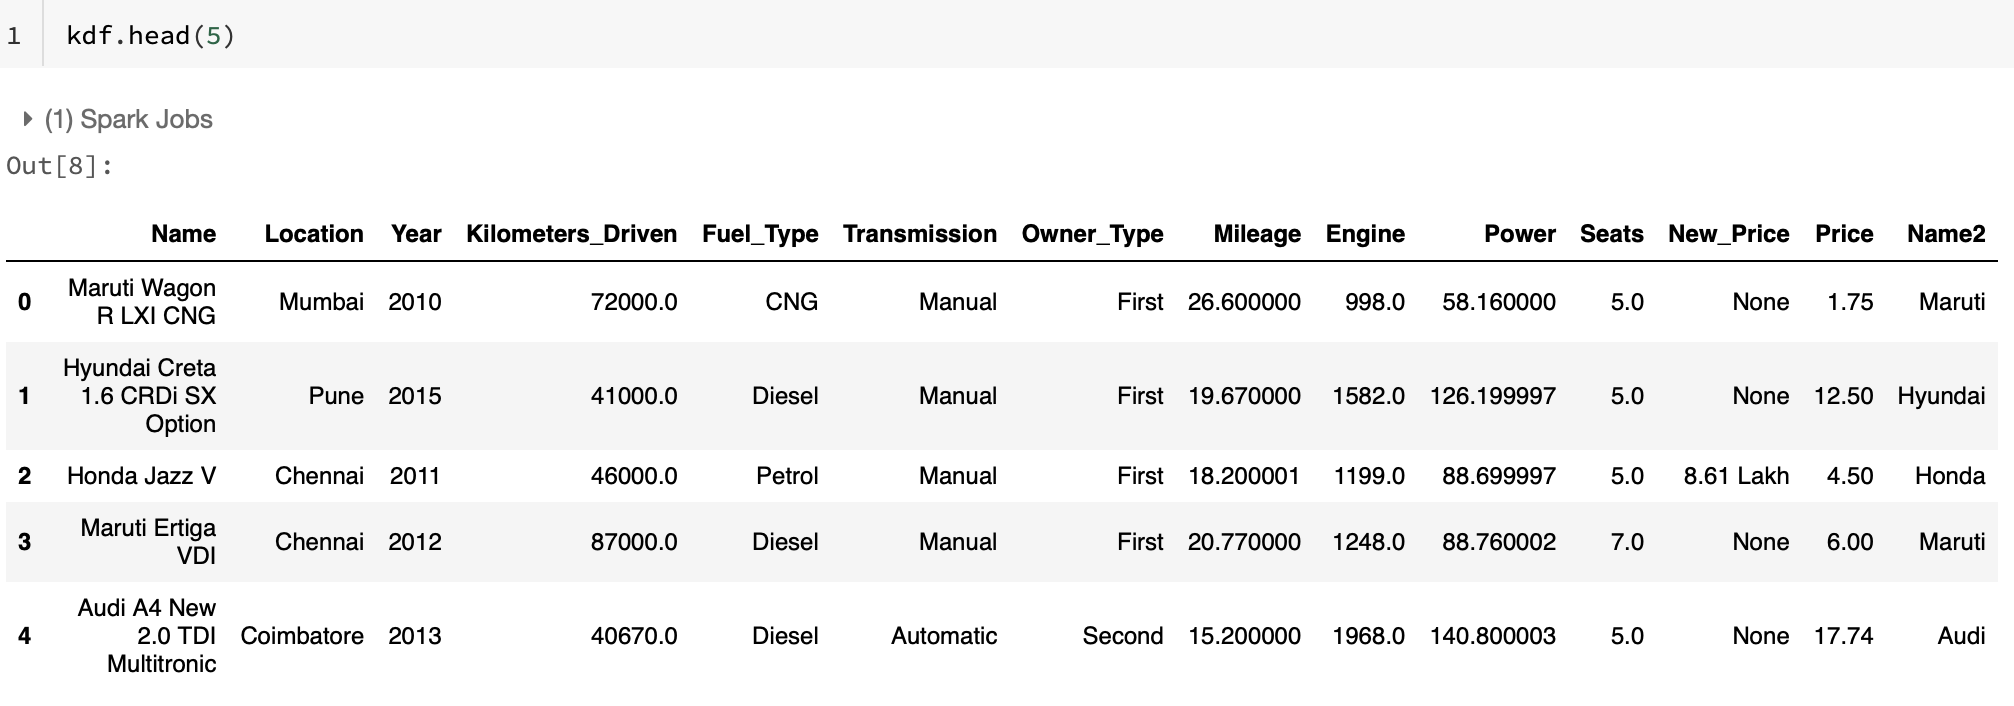 1 kdf.head(5)
(1) Spark Jobs
Out[8]:
Name Location Year Kilometers_Driven Fuel_Type Transmission Owner_Type Mileage Engine Power Seats New_Price Price Name2
0 Maruti Wagon R LXI CNG Mumbai 2010 72000.0 CNG Manual First 26.600000 998.0 58.160000 5.0 None 1.75 Maruti
1 Hyundai Creta 1.6 CRDi SX Option Pune 2015 41000.0 Diesel Manual First 19.670000 1582.0 126.199997 5.0 None 12.50 Hyundai
2 Honda Jazz V Chennai 2011 46000.0 Petrol Manual First 18.200001 1199.0 88.699997 5.0 8.61 Lakh 4.50 Honda
3 Maruti Ertiga VDI Chennai 2012 87000.0 Diesel Manual First 20.770000 1248.0 88.760002 7.0 None 6.00 Maruti
4 Audi A4 New 2.0 TDI Multitronic Coimbatore 2013 40670.0 Diesel Automatic Second 15.200000 1968.0 140.800003 5.0 None 17.74 Audi